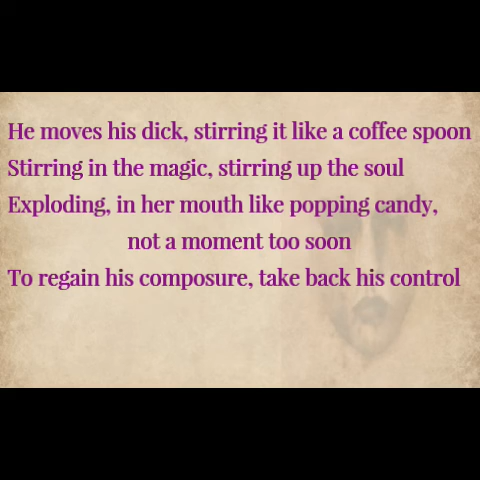 He moves his dick, stirring it like a coffee spoon
Stirring in the magic, stirring up the soul
Exploding, in her mouth like popping candy,
not a moment too soon
To regain his composure, take back his control